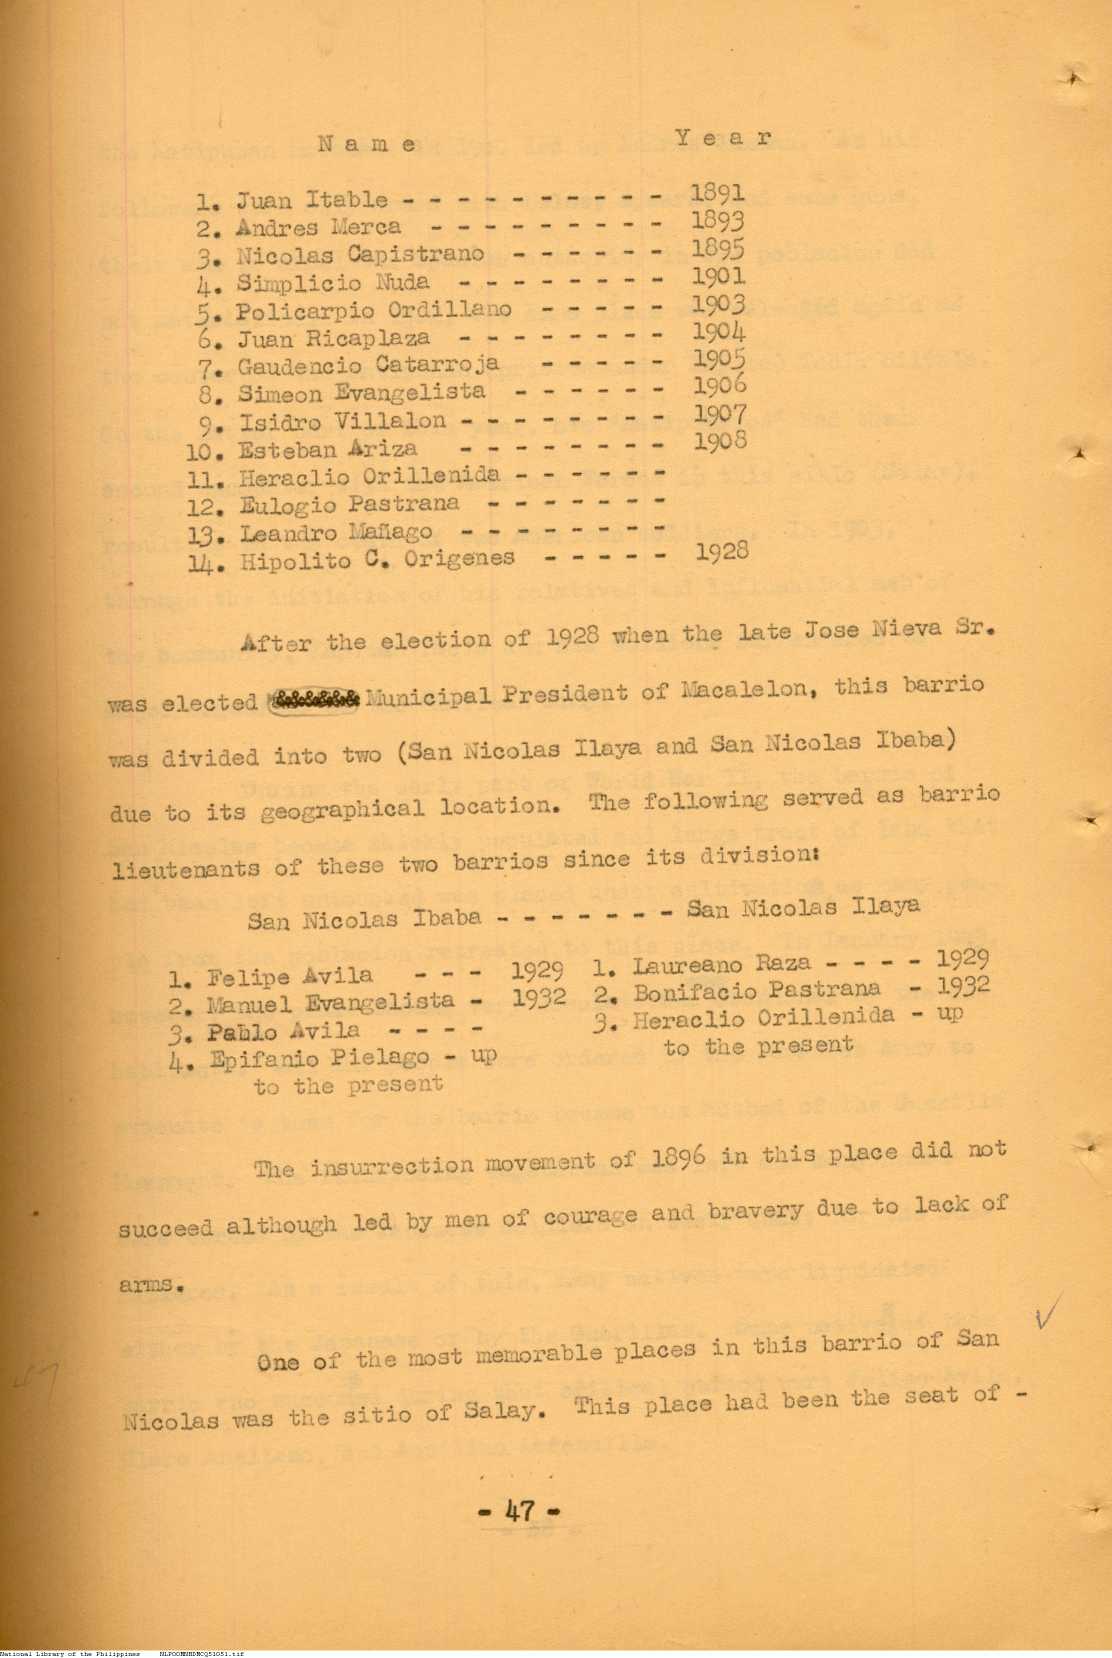 Name Year
1. Juan Itable - - - - - - - - - - 1891
2. Andres Merca - - - - - - - - - 1893
3. Nicolas Capistrano - - - - - - 1895
4. Simplicio Nuda - - - - - - - - 1901
5. Policarpio Ordillano - - - - - 1903
6. Juan Ricaplaza - - - - - - - - 1904
7. Gaudencio Catarroja - - - - - 1905
8. Simeon Evangelista - - - - - - 1906
9. Isidro Villalon - - - - - - - - 1907
10. Esteban Ariza - - - - - - - - 1908
11. Heraclio Orillenida - - - - - -
12. Eulogio Pastrana - - - - - - -
13. Leandro Mañago - - - - - - - -
14. Hipolito C. Origenes - - - - - 1928
After the election of 1928 when the late Jose Nieva Sr.
was elected Municipal President of Macalelon, this barrio
was divided into two (San Nicolas Ilaya and San Nicolas Ibaba)
due to its geographical location. The following served as barrio
lieutenants of these two barrios since its division:
San Nicolas Ibaba - - - - - - - San Nicolas Ilaya
1. Felipe Avila - - - 1929 1. Laureano Raza - - - - 1929
2. Manuel Evangelista - 1932 2. Bonifacio Pastrana - 1932
3. Pablo Avila - - - - 3. Heraclio Orillenida - up
4. Epifanio Pielago - up to the present
to the present
The insurrection movement of 1896 in this place did not
succeed although led by men of courage and bravery due to lack of
arms.
One of the most memorable places in this barrio of San
Nicolas was the sitio of Salay. This place had been the seat of -
- 47 -
National Library of the Philippines